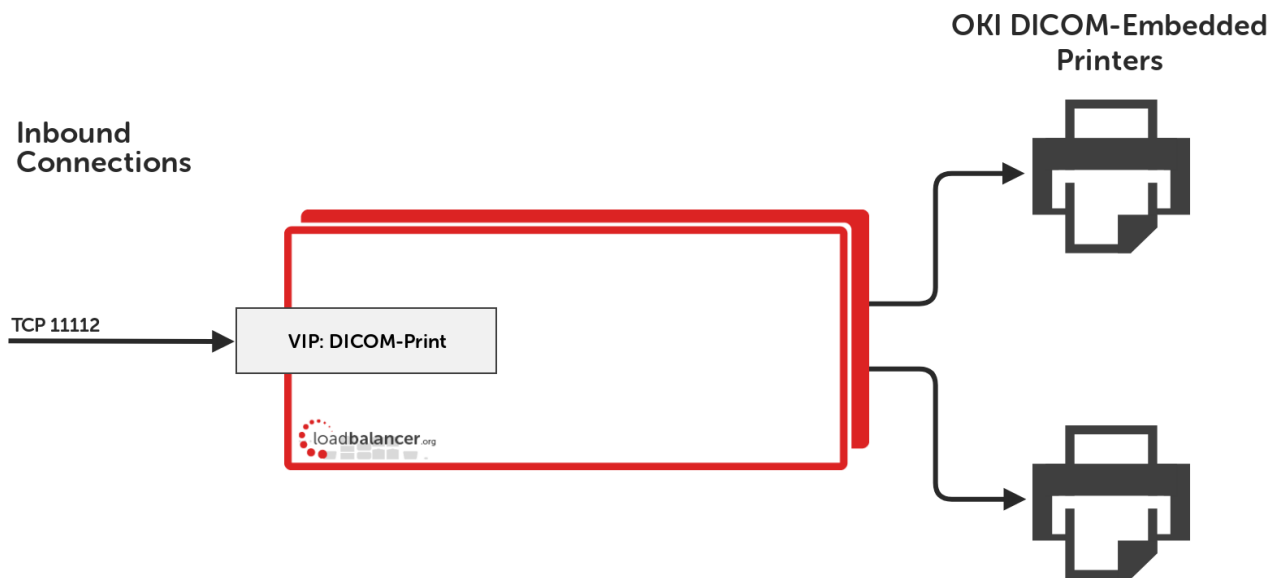 OKI DICOM-Embedded
Printers
Inbound
Connections
TCP 11112
VIP: DICOM-Print
loadbalancer.org